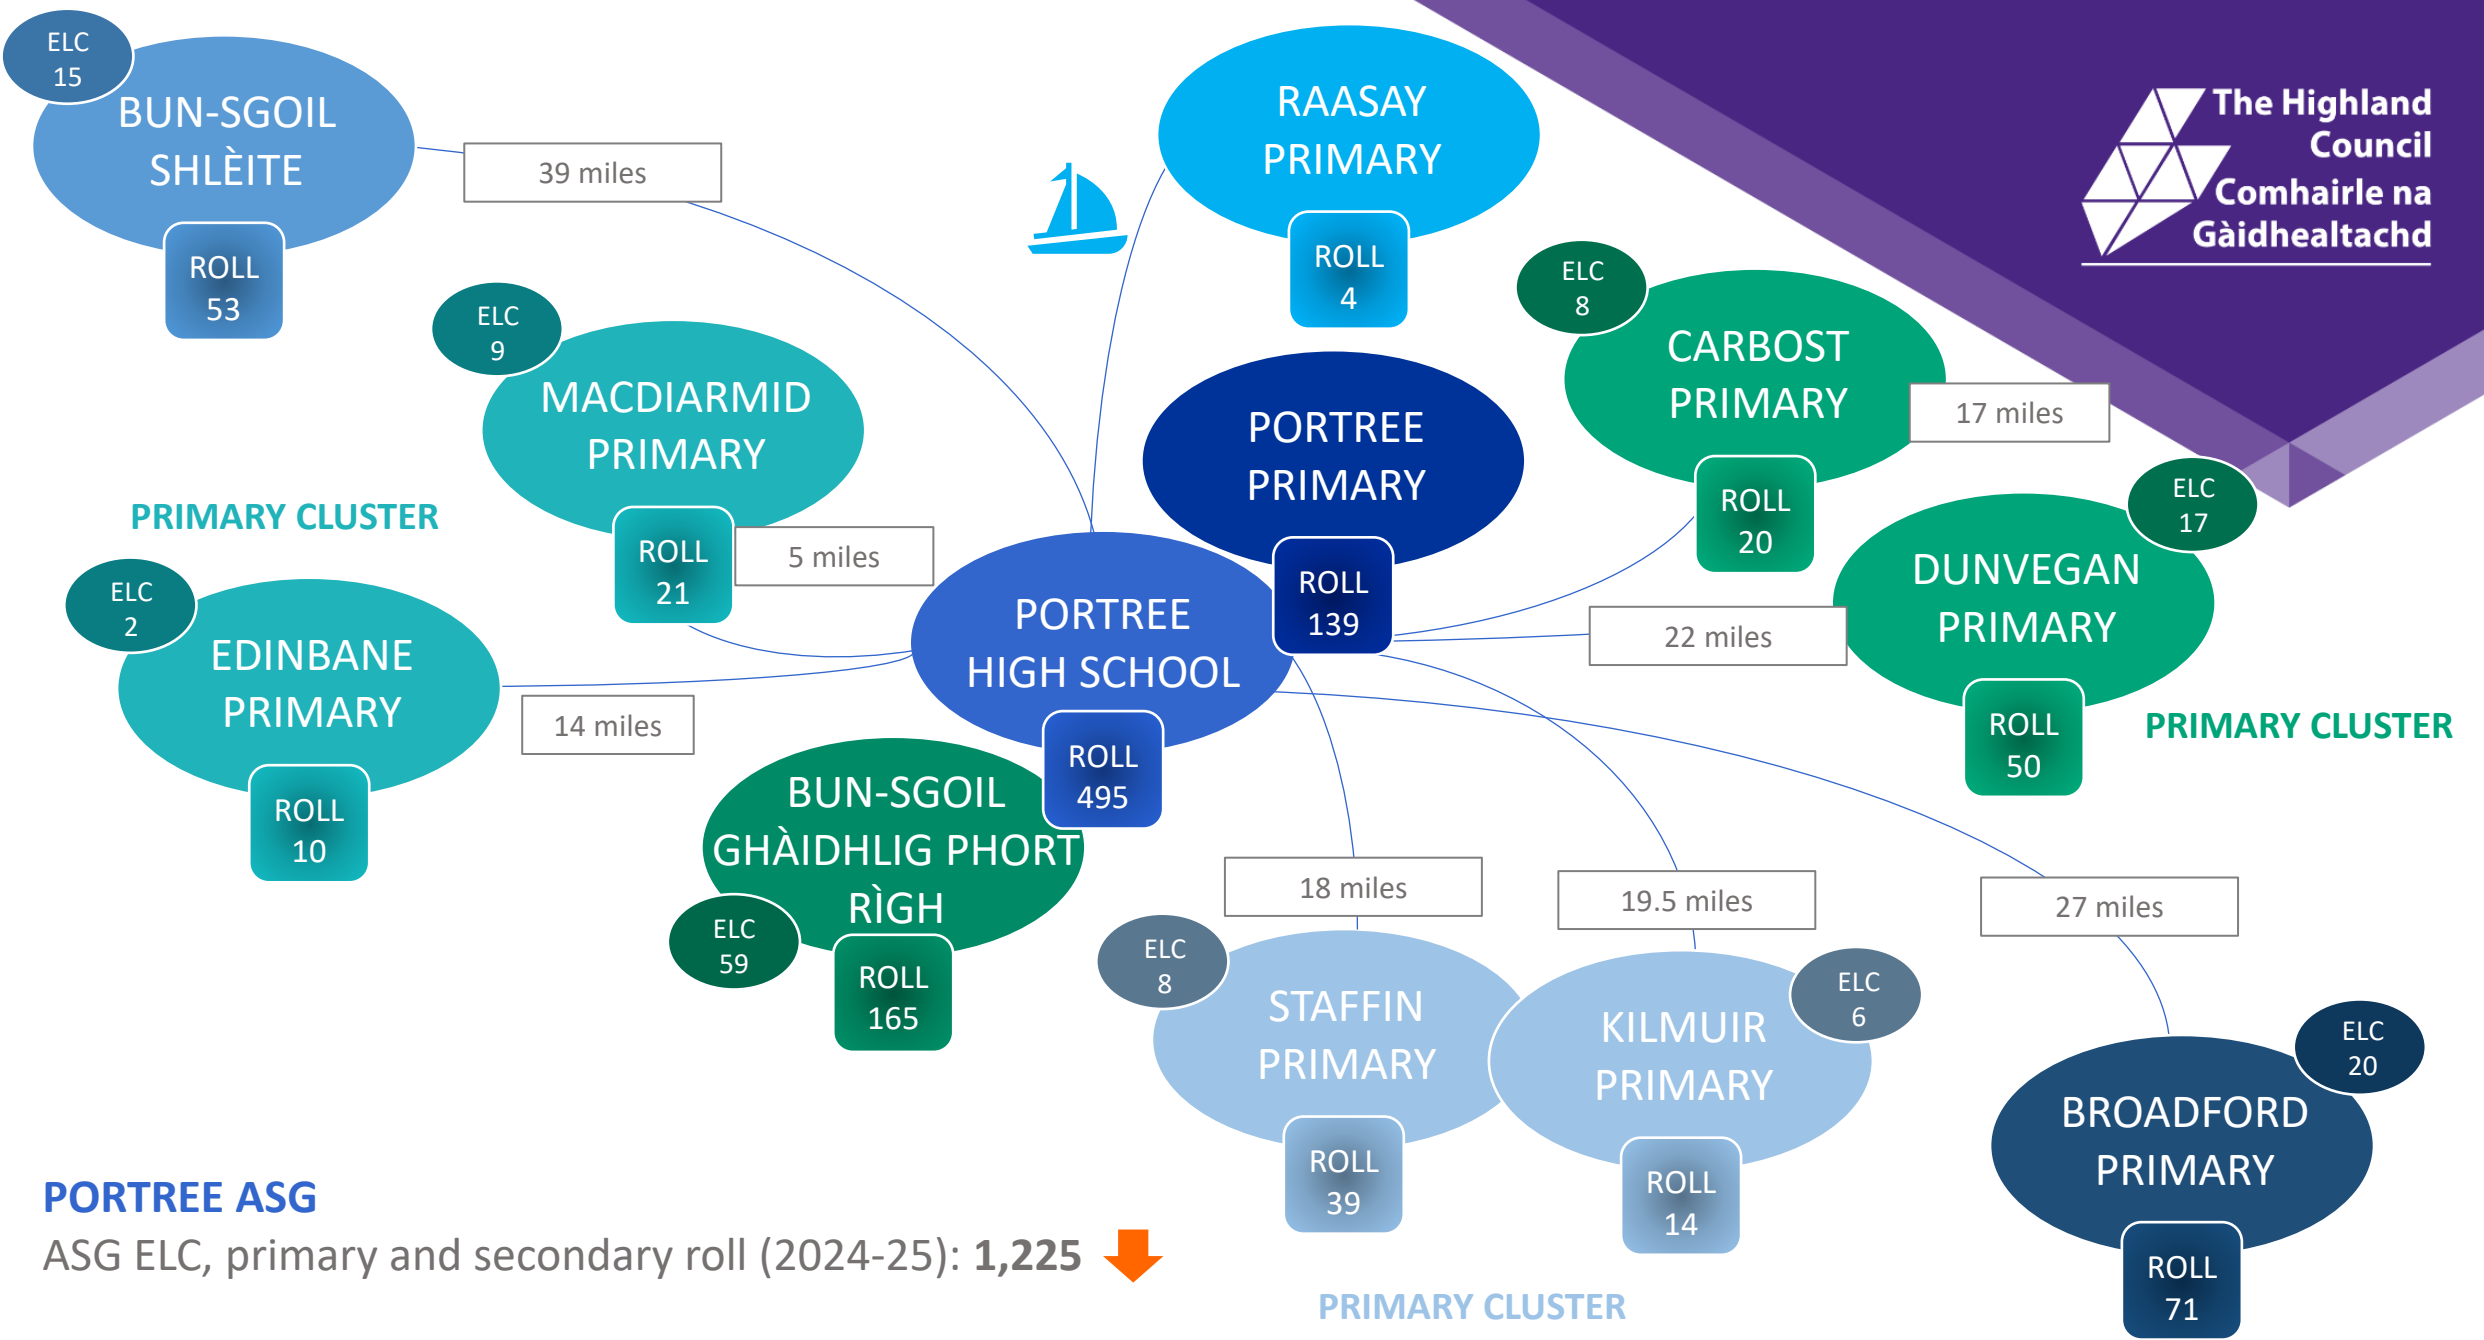 ELC
15
BUN-SGOIL
SHLÈITE
ROLL
53
39 miles
RAASAY
PRIMARY
ROLL
4
The Highland
Council
Comhairle na
Gàidhealtachd
ELC
9
MACDIARMID
PRIMARY
ROLL
21
5 miles
PORTREE
PRIMARY
ROLL
139
ELC
8
CARBOST
PRIMARY
ROLL
20
17 miles
PRIMARY CLUSTER
ELC
2
EDINBANE
PRIMARY
ROLL
10
14 miles
PORTREE
HIGH SCHOOL
ROLL
495
22 miles
ELC
17
DUNVEGAN
PRIMARY
ROLL
50
PRIMARY CLUSTER
BUN-SGOIL
GHÀIDHLIG PHORT
RÌGH
ELC
59
ROLL
165
18 miles
ELC
8
STAFFIN
PRIMARY
ROLL
39
19.5 miles
KILMUIR
PRIMARY
ELC
6
ROLL
14
27 miles
ELC
20
BROADFORD
PRIMARY
ROLL
71
PORTREE ASG
ASG ELC, primary and secondary roll (2024-25): 1,225
PRIMARY CLUSTER